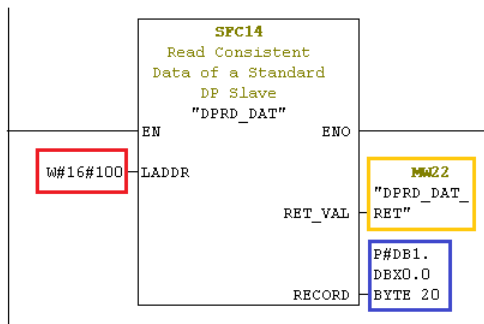 SFC14
Read Consistent
Data of a Standard
DP Slave
"DPRD_DAT"
EN ENO
W#16#100 LADDR
MW22
"DPRD_DAT_
RET_VAL RET"
P#DB1.
DBX0.0
RECORD BYTE 20